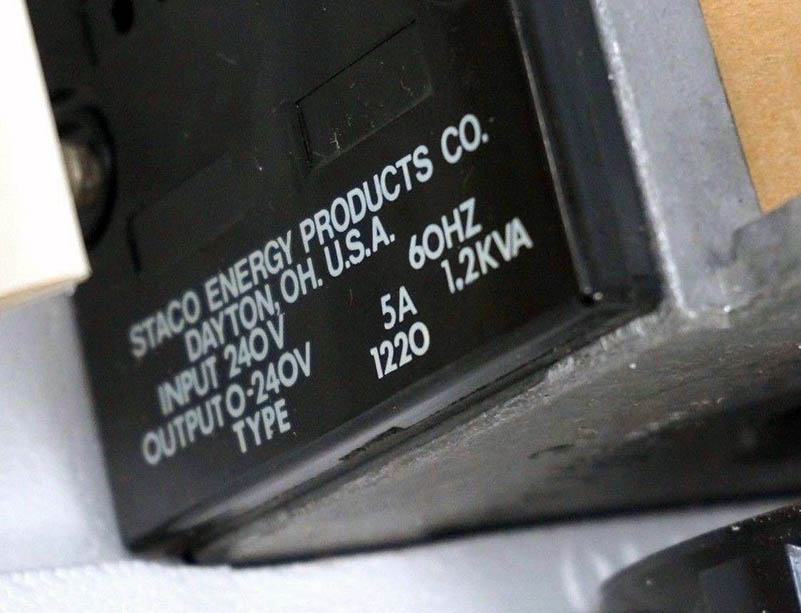 STACO ENERGY PRODUCTS CO.
DAYTON, OH. U.S.A.
INPUT 240V 60HZ
OUTPUT 0-240V 5A 1.2KVA
TYPE 1220